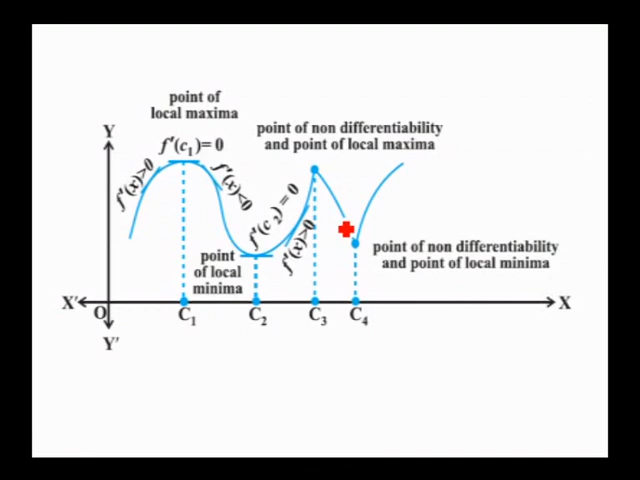 point of
local maxima
Y
f′(c₁)= 0
point of non differentiability
and point of local maxima
f′(x)>0
f′(x)<0
f′(c₂) = 0
f′(x)>0
point
of local
minima
point of non differentiability
and point of local minima
X′
O
C₁
C₂
C₃
C₄
X
Y′